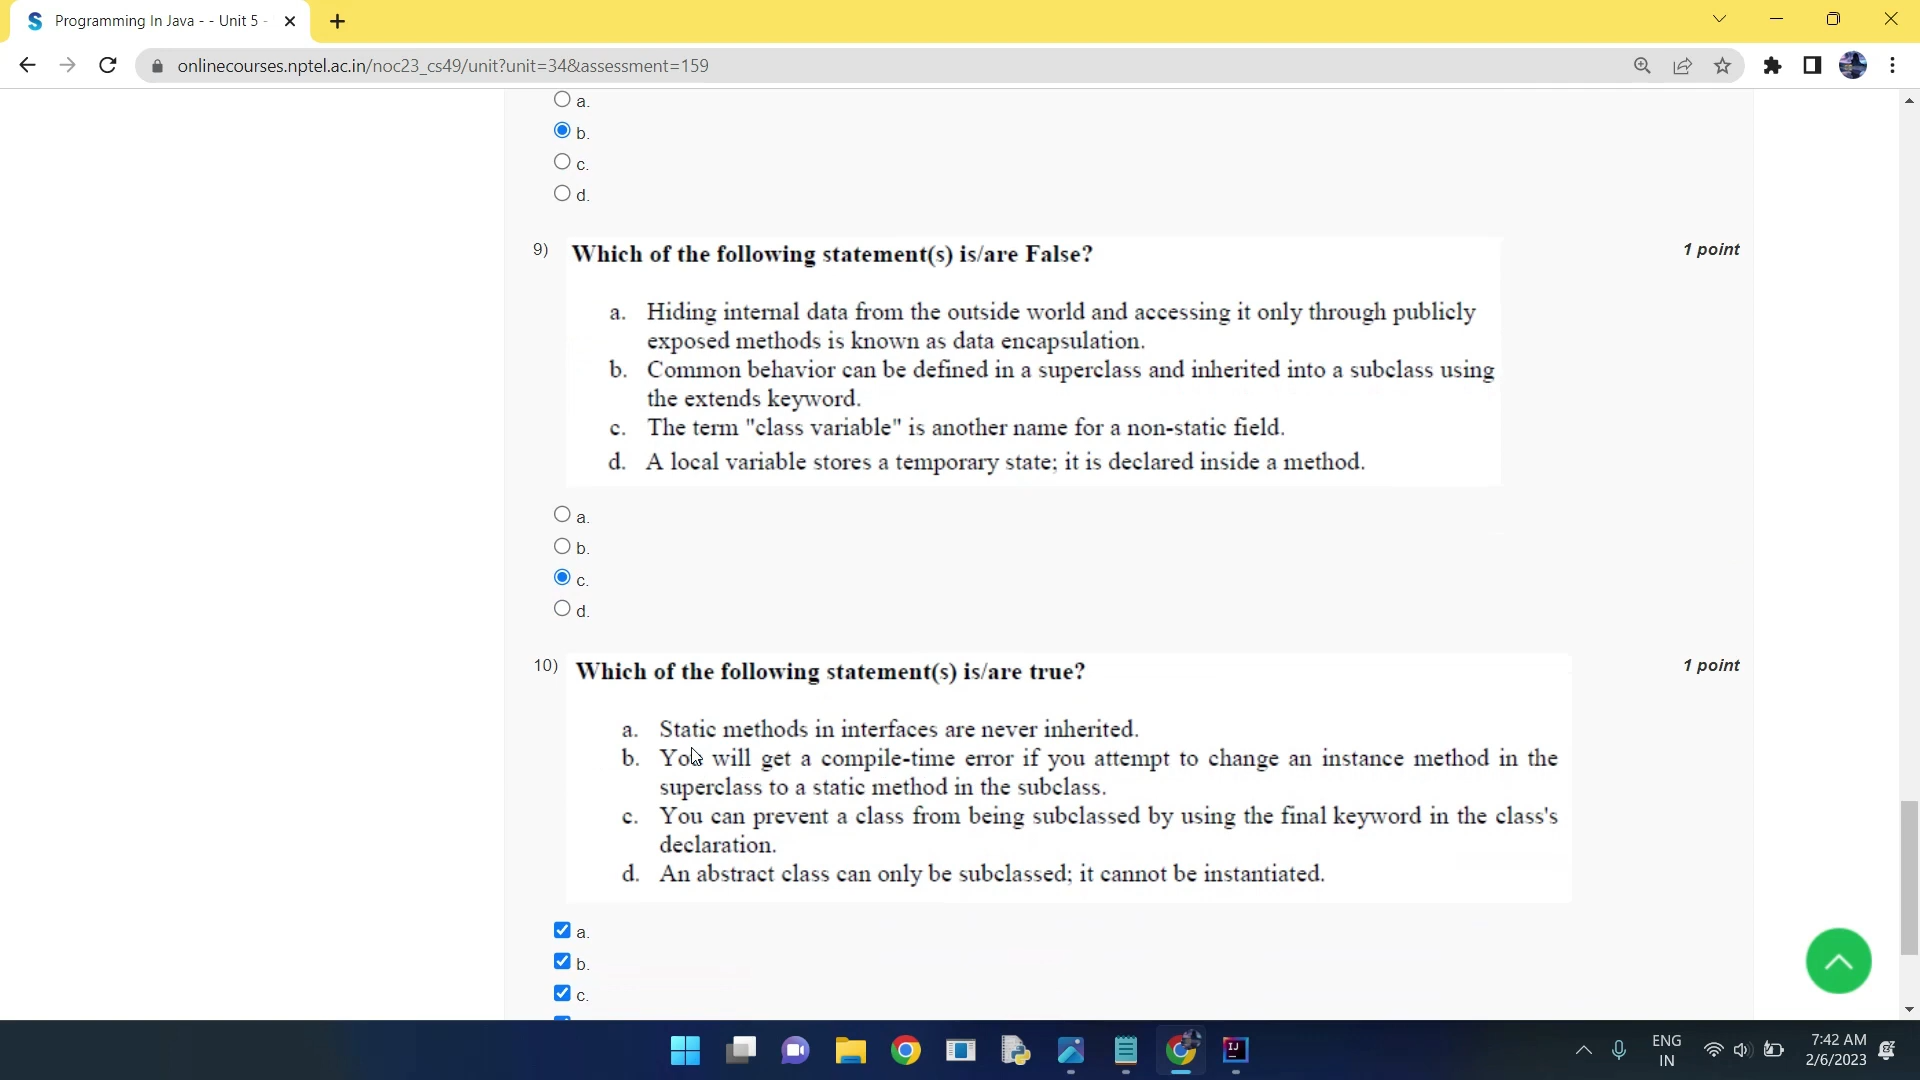 Programming In Java - - Unit 5 -
onlinecourses.nptel.ac.in/noc23_cs49/unit?unit=34&assessment=159
a.
b.
c.
d.
9) Which of the following statement(s) is/are False? 1 point
a. Hiding internal data from the outside world and accessing it only through publicly
exposed methods is known as data encapsulation.
b. Common behavior can be defined in a superclass and inherited into a subclass using
the extends keyword.
c. The term "class variable" is another name for a non-static field.
d. A local variable stores a temporary state; it is declared inside a method.
a.
b.
c.
d.
10) Which of the following statement(s) is/are true? 1 point
a. Static methods in interfaces are never inherited.
b. You will get a compile-time error if you attempt to change an instance method in the
superclass to a static method in the subclass.
c. You can prevent a class from being subclassed by using the final keyword in the class's
declaration.
d. An abstract class can only be subclassed; it cannot be instantiated.
a.
b.
c.
ENG
IN
7:42 AM
2/6/2023